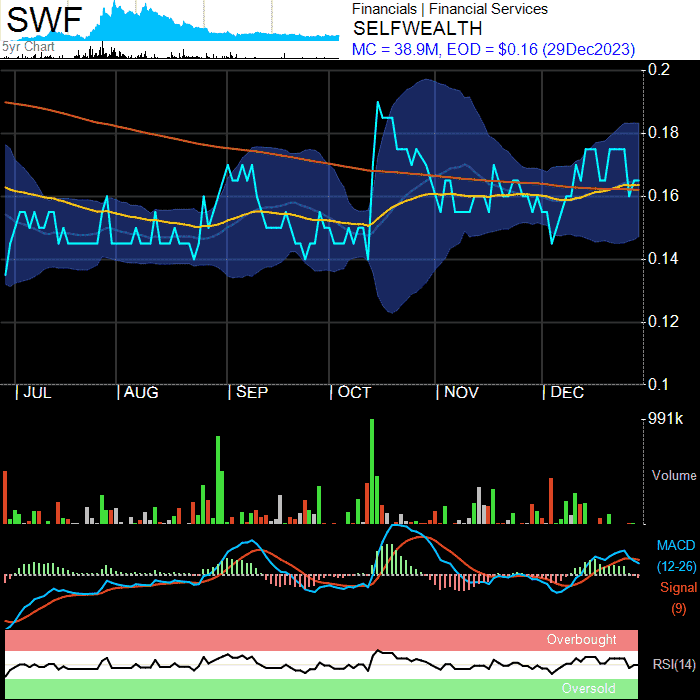 SWF
5yr Chart
Financials | Financial Services
SELFWEALTH
MC = 38.9M, EOD = $0.16 (29Dec2023)
0.2
0.18
0.16
0.14
0.12
0.1
JUL AUG SEP OCT NOV DEC
991k
Volume
MACD
(12-26)
Signal
(9)
Overbought
RSI(14)
Oversold